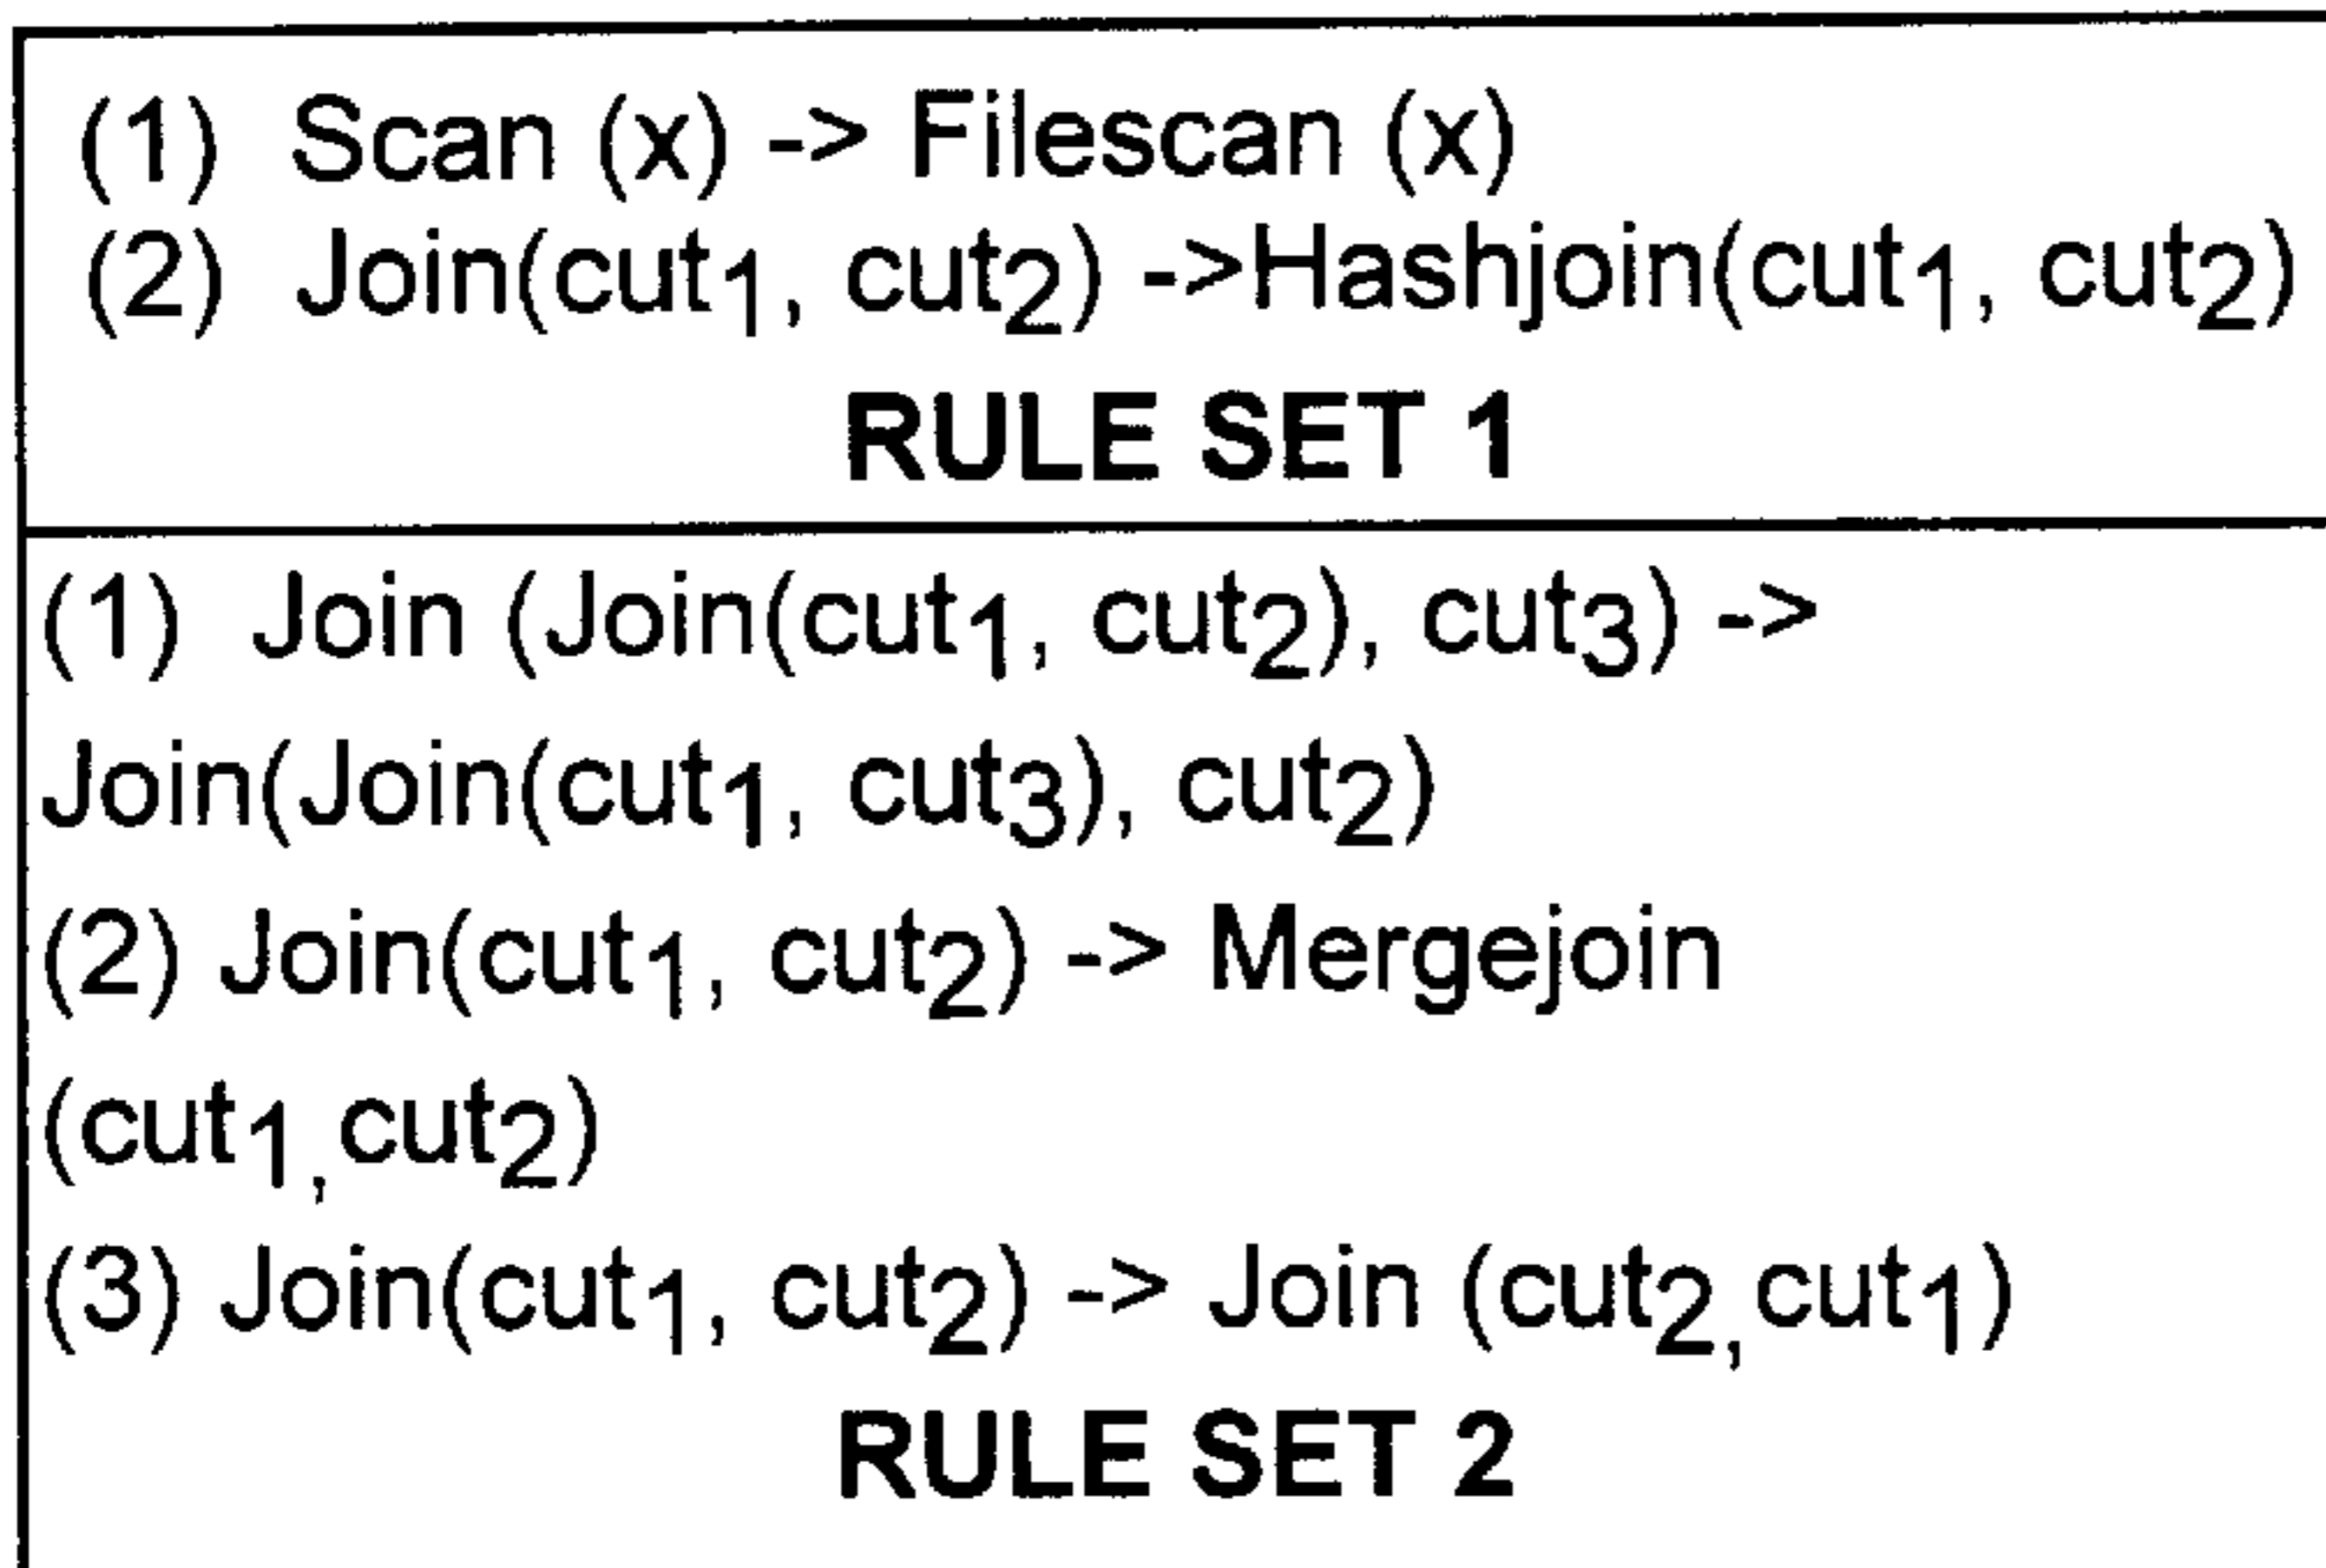 (1) Scan (x) -> Filescan (x)
(2) Join(cut₁, cut₂) ->Hashjoin(cut₁, cut₂)
RULE SET 1
(1) Join (Join(cut₁, cut₂), cut₃) ->
Join(Join(cut₁, cut₃), cut₂)
(2) Join(cut₁, cut₂) -> Mergejoin
(cut₁,cut₂)
(3) Join(cut₁, cut₂) -> Join (cut₂,cut₁)
RULE SET 2